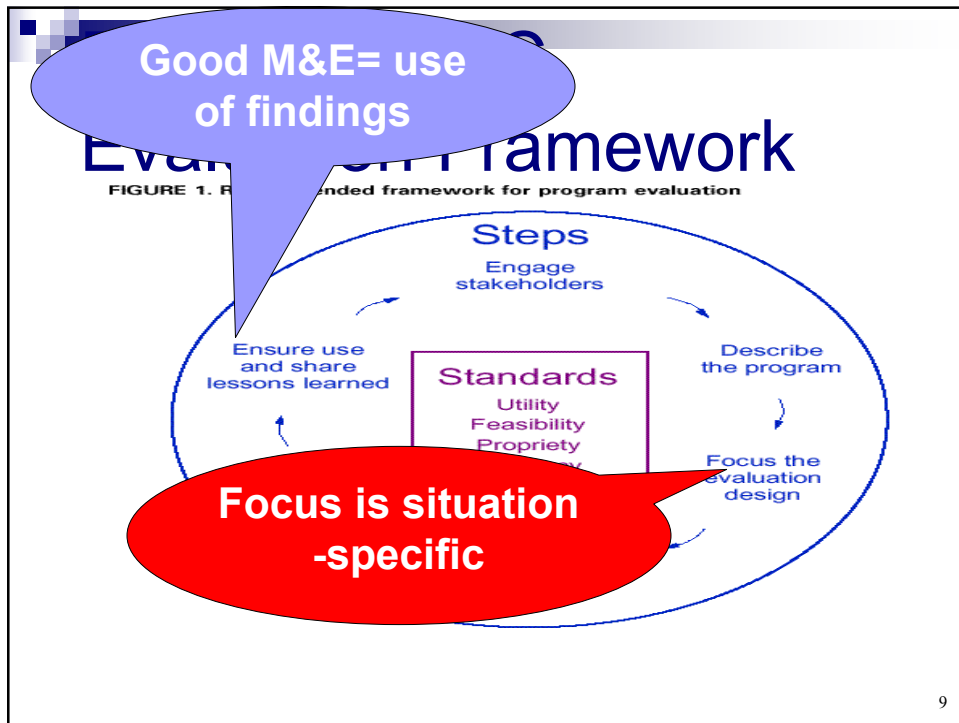 Good M&E= use
of findings
Framework
FIGURE 1. framework for program evaluation
Steps
Engage
stakeholders
Ensure use
and share
lessons learned
Describe
the program
Standards
Utility
Feasibility
Propriety
Focus the
evaluation
design
Focus is situation
-specific
9